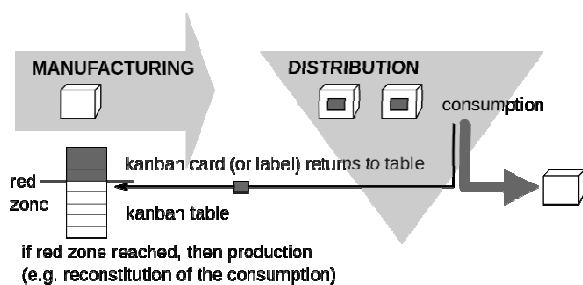 MANUFACTURING
DISTRIBUTION
consumption
kanban card (or label) returns to table
red
zone
kanban table
if red zone reached, then production
(e.g. reconstitution of the consumption)